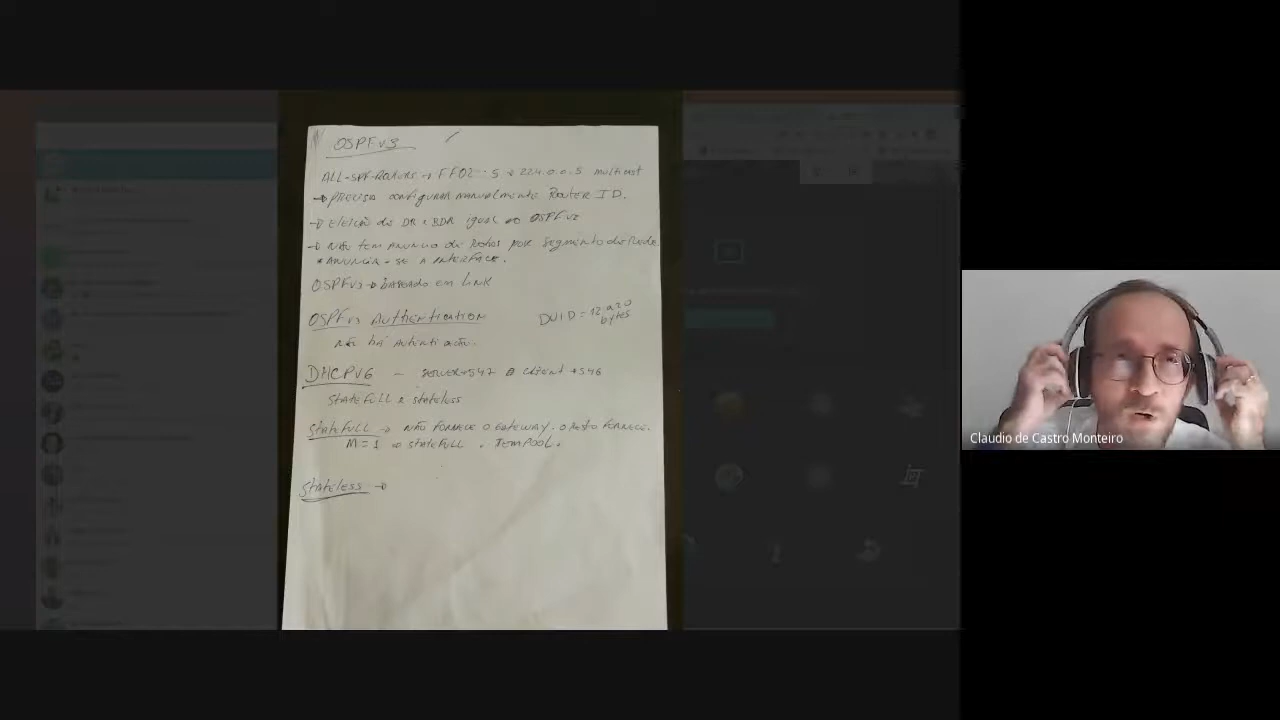 OSPFv3
ALL-SPF-ROUTERS → FF02::5 → 224.0.0.5 multicast
→ PRECISA CONFIGURAR MANUALMENTE ROUTER ID.
→ ELEIÇÃO do DR e BDR igual ao OSPFv2
→ NÃO TEM ANUNCIO de Redes por segmento de Rede
* ANUNCIA-SE A INTERFACE.
OSPFv3 → BASEADO em LINK
OSPFv3 AUTHENTICATION
DUID = 12 a 20 bytes
não há autenticação.
DHCPv6 – SERVER → 547 e CLIENT → 546
STATEFULL e STATELESS
STATEFULL → NÃO FORNECE O GATEWAY. O RESTO FORNECE.
M = 1 → STATEFULL. TEM POOL.
STATELESS →
Claudio de Castro Monteiro